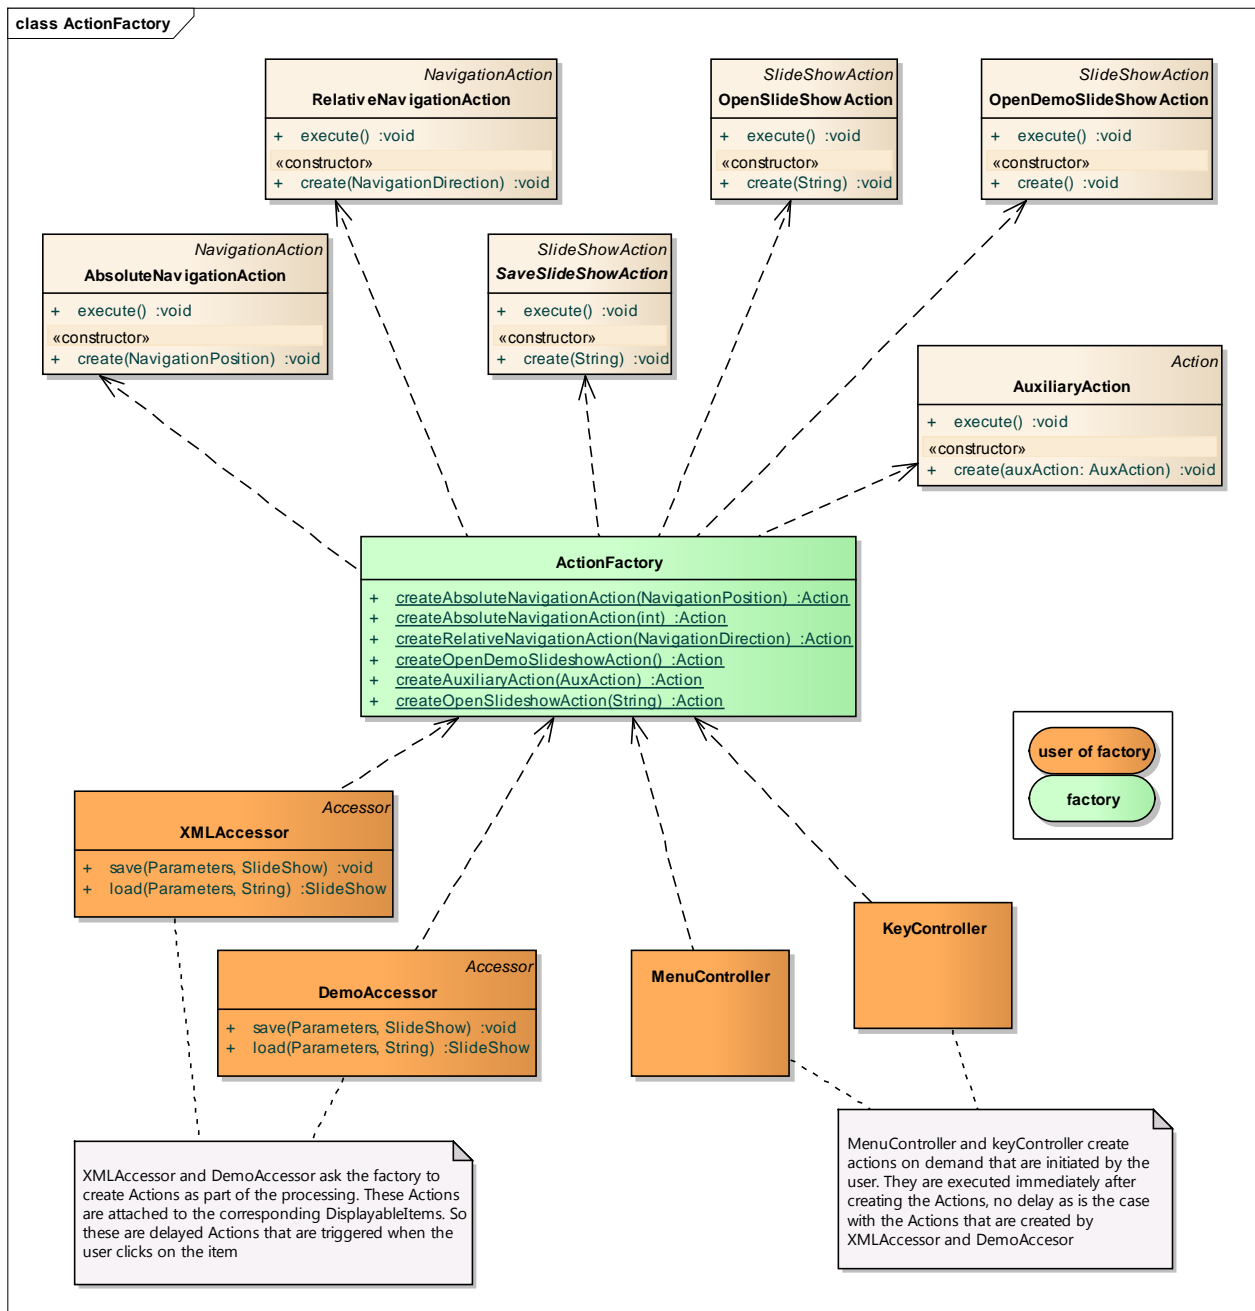 class ActionFactory
NavigationAction
RelativeNavigationAction
+ execute() :void
«constructor»
+ create(NavigationDirection) :void
SlideShowAction
OpenSlideShowAction
+ execute() :void
«constructor»
+ create(String) :void
SlideShowAction
OpenDemoSlideShowAction
+ execute() :void
«constructor»
+ create() :void
NavigationAction
AbsoluteNavigationAction
+ execute() :void
«constructor»
+ create(NavigationPosition) :void
SlideShowAction
SaveSlideShowAction
+ execute() :void
«constructor»
+ create(String) :void
Action
AuxiliaryAction
+ execute() :void
«constructor»
+ create(auxAction: AuxAction) :void
ActionFactory
+ createAbsoluteNavigationAction(NavigationPosition) :Action
+ createAbsoluteNavigationAction(int) :Action
+ createRelativeNavigationAction(NavigationDirection) :Action
+ createOpenDemoSlideshowAction() :Action
+ createAuxiliaryAction(AuxAction) :Action
+ createOpenSlideshowAction(String) :Action
user of factory
factory
Accessor
XMLAccessor
+ save(Parameters, SlideShow) :void
+ load(Parameters, String) :SlideShow
Accessor
DemoAccessor
+ save(Parameters, SlideShow) :void
+ load(Parameters, String) :SlideShow
MenuController
KeyController
XMLAccessor and DemoAccessor ask the factory to
create Actions as part of the processing. These Actions
are attached to the corresponding DisplayableItems. So
these are delayed Actions that are triggered when the
user clicks on the item
MenuController and keyController create
actions on demand that are initiated by the
user. They are executed immediately after
creating the Actions, no delay as is the case
with the Actions that are created by
XMLAccessor and DemoAccesor